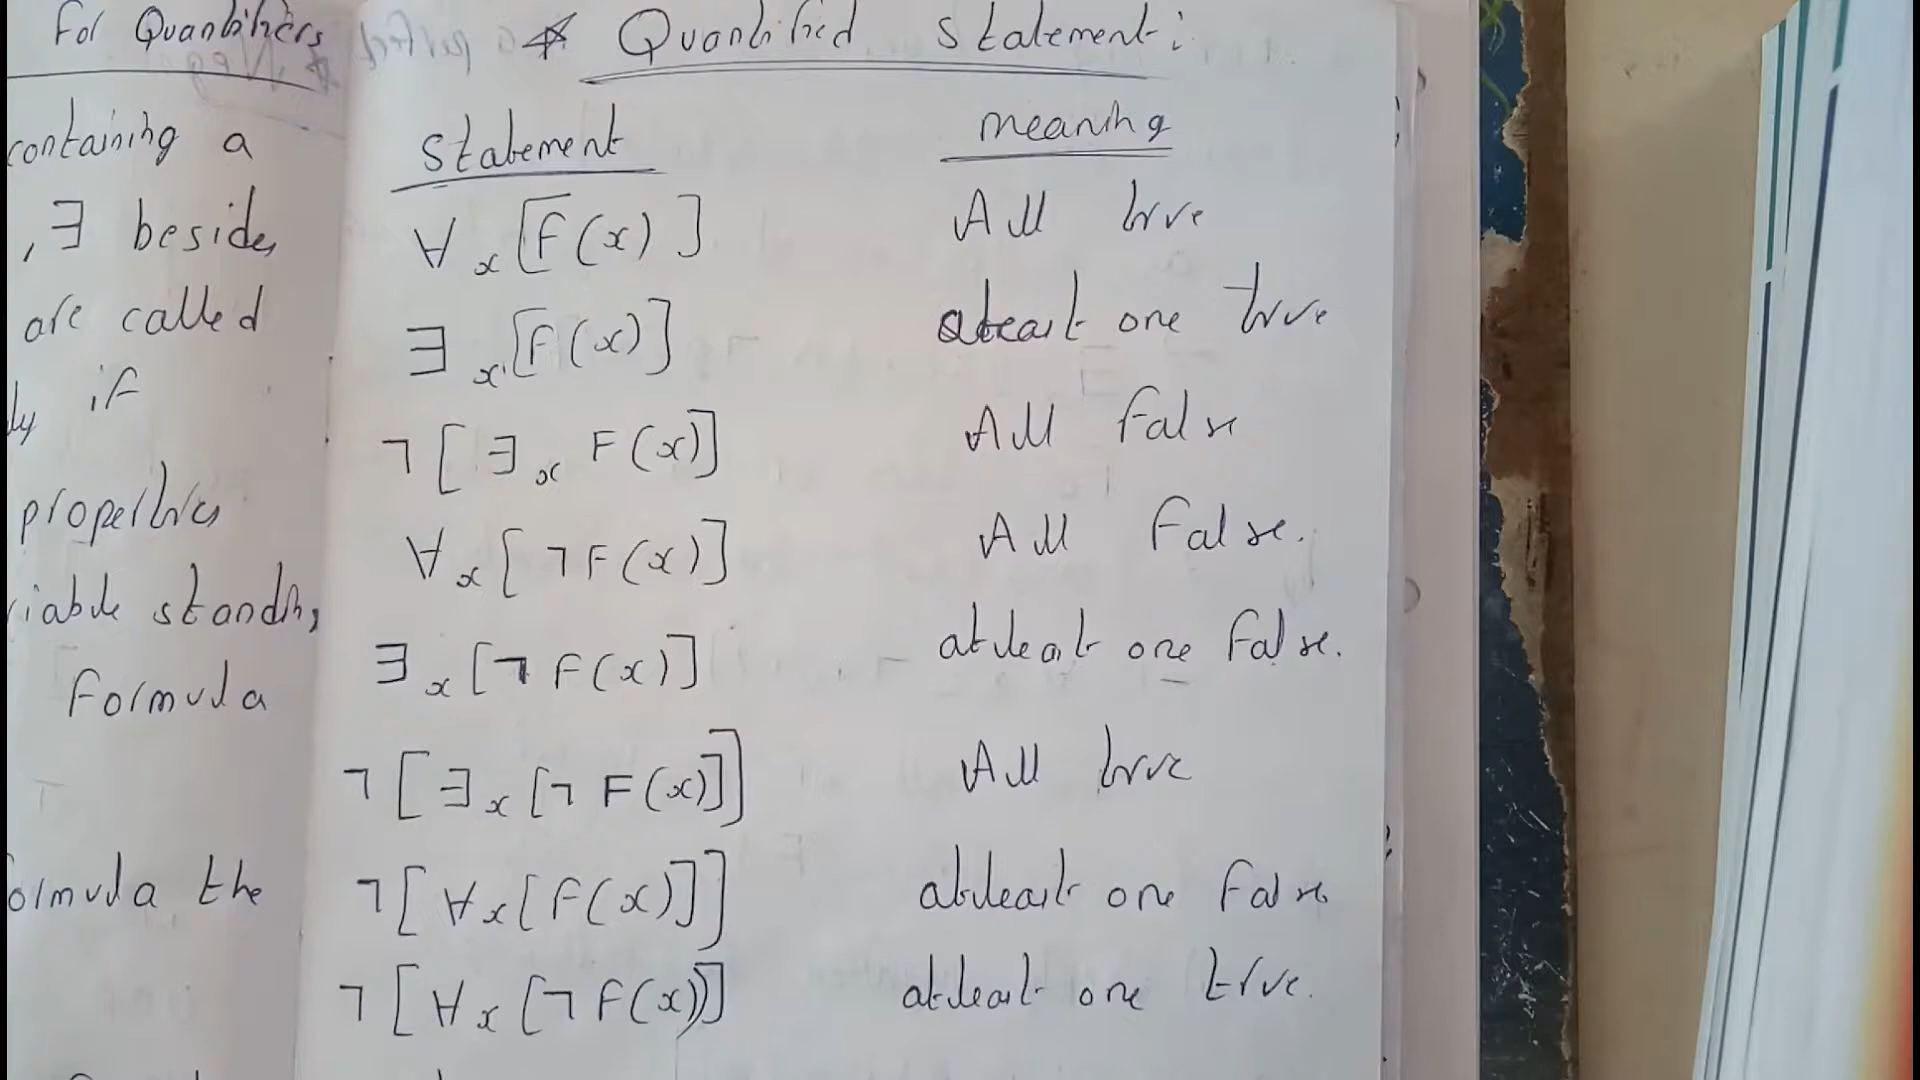 For Quantifiers
containing a
, ∃ besides
are called
ly if
properties
riable standing
Formula
ormula the
* Quantified Statement:
Statement meaning
∀x [F(x)] All true
∃x [F(x)] atleast one true
¬[∃x F(x)] All false
∀x [¬F(x)] All False.
∃x [¬F(x)] atleast one False.
¬[∃x [¬F(x)]] All true
¬[∀x [F(x)]] atleast one False
¬[∀x [¬F(x)]] atleast one true.